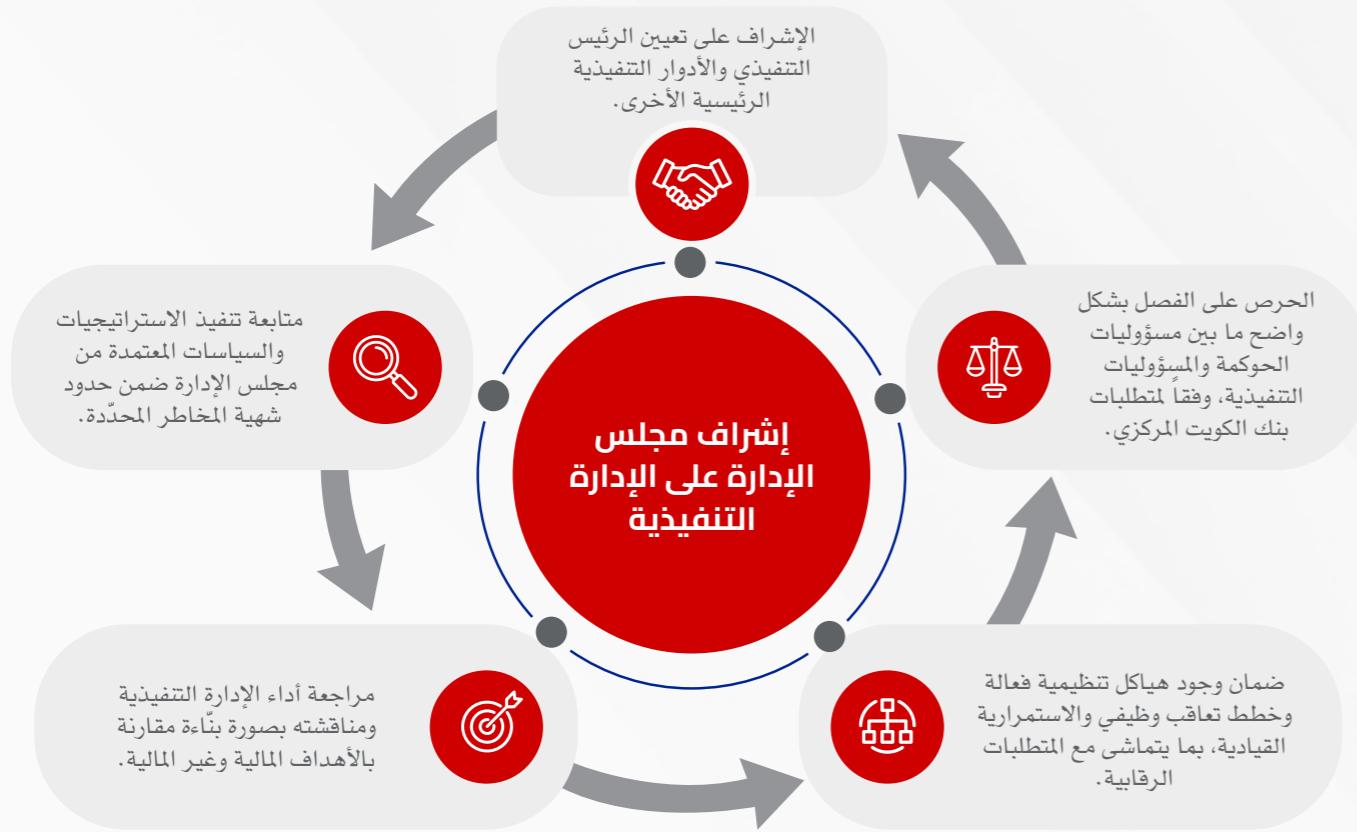 الإشراف على تعيين الرئيس
التنفيذي والأدوار التنفيذية
الرئيسية الأخرى.
متابعة تنفيذ الاستراتيجيات
والسياسات المعتمدة من
مجلس الإدارة ضمن حدود
شهية المخاطر المحدّدة.
مراجعة أداء الإدارة التنفيذية
ومناقشته بصورة بنّاءة مقارنة
بالأهداف المالية وغير المالية.
ضمان وجود هياكل تنظيمية فعالة
وخطط تعاقب وظيفي والاستمرارية
القيادية، بما يتماشى مع المتطلبات
الرقابية.
الحرص على الفصل بشكل
واضح ما بين مسؤوليات
الحوكمة والمسؤوليات
التنفيذية، وفقاً لمتطلبات
بنك الكويت المركزي.
إشراف مجلس
الإدارة على الإدارة
التنفيذية